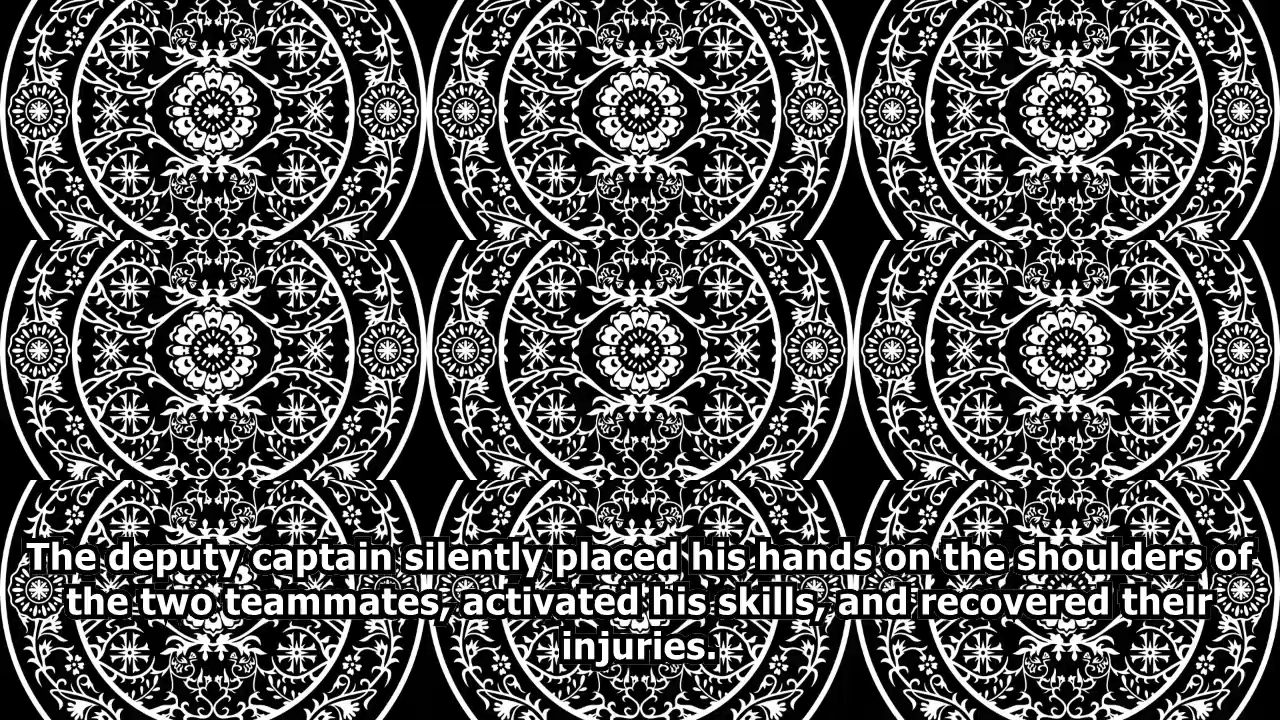 The deputy captain silently placed his hands on the shoulders of
the two teammates, activated his skills, and recovered their
injuries.